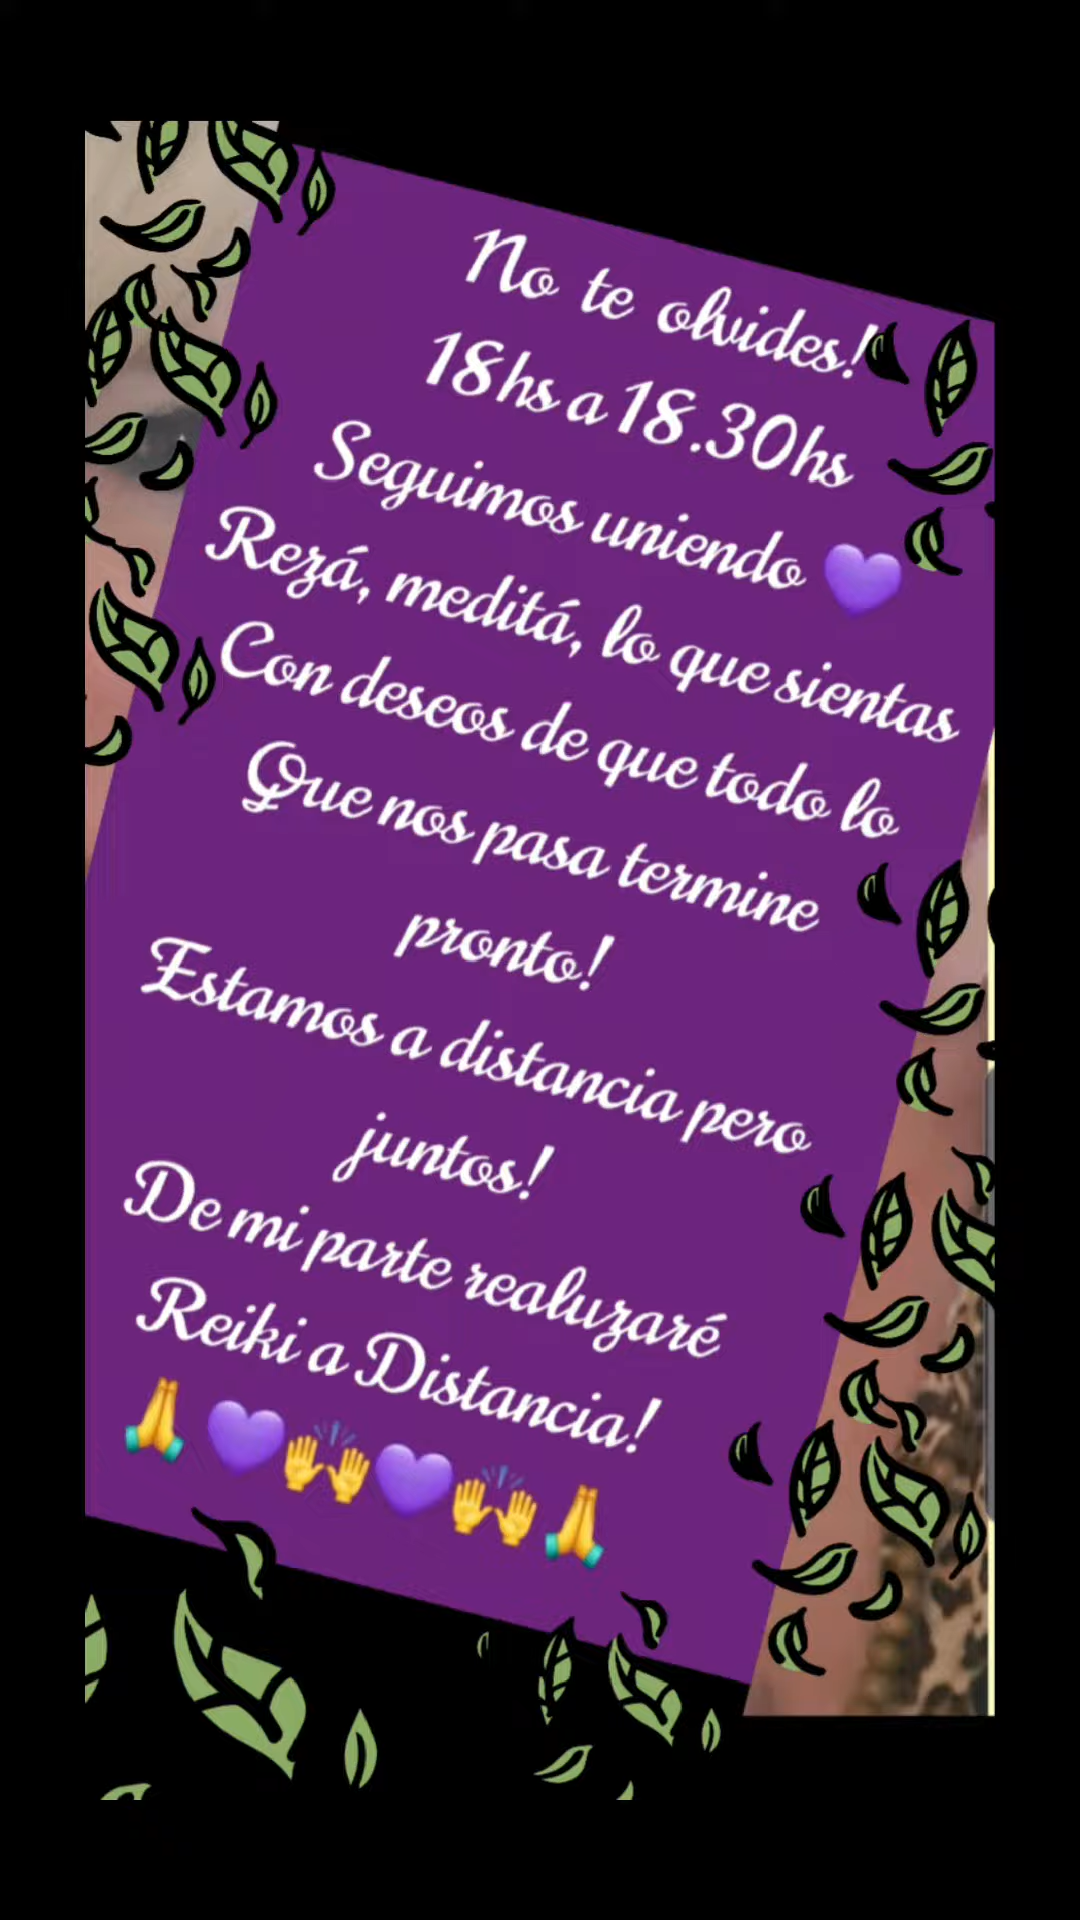 No te olvides!
18hs a 18.30hs
Seguimos uniendo 💜
Rezá, meditá, lo que sientas
Con deseos de que todo lo
Que nos pasa termine
pronto!
Estamos a distancia pero
juntos!
De mi parte realuzaré
Reiki a Distancia!
🙏 💜🙌💜🙌🙏